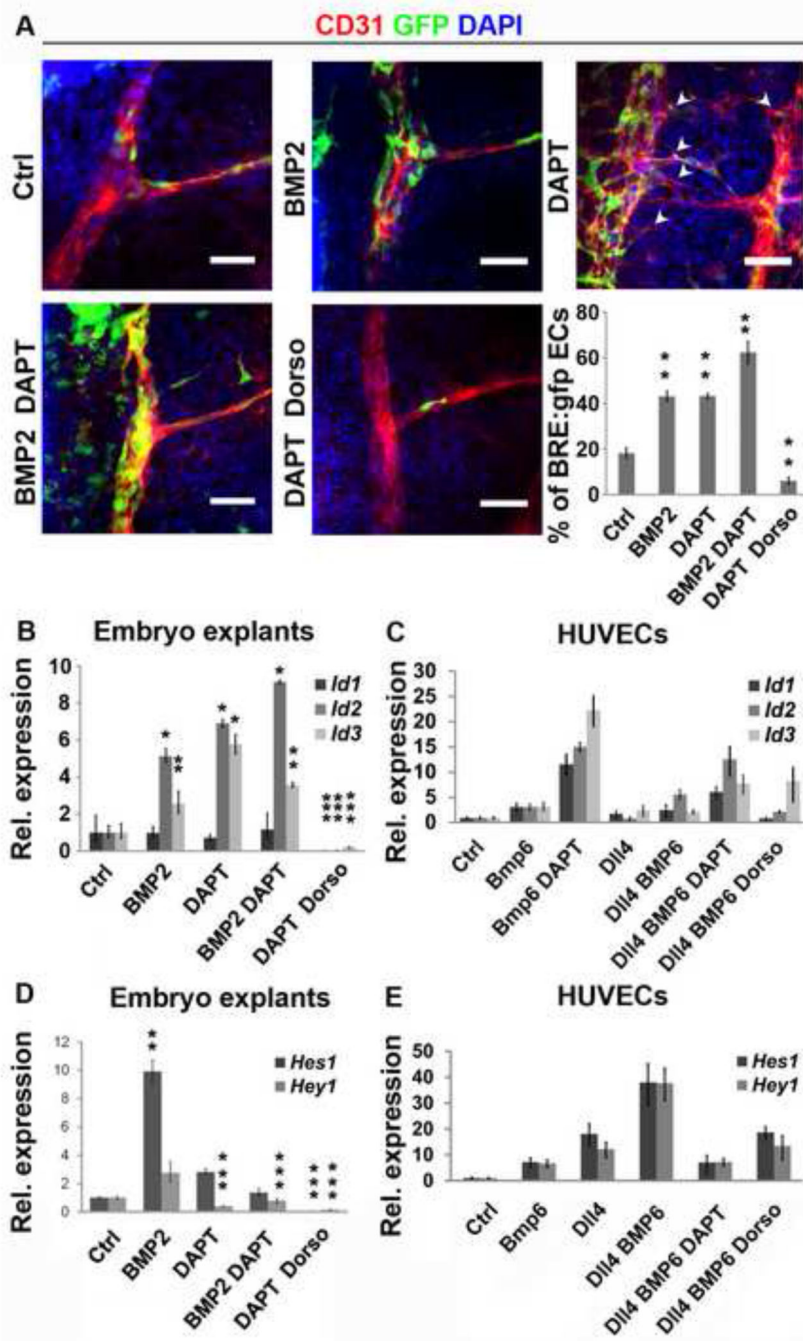 A
CD31 GFP DAPI
Ctrl
BMP2
DAPT
BMP2 DAPT
DAPT Dorso
% of BRE:gfp ECs
80
60
40
20
0
** ** ** **
Ctrl
BMP2
DAPT
BMP2 DAPT
DAPT Dorso
B Embryo explants
Rel. expression
10
8
6
4
2
0
* ** * * * ** *** ***
Id1
Id2
Id3
Ctrl
BMP2
DAPT
BMP2 DAPT
DAPT Dorso
C HUVECs
Rel. expression
30
25
20
15
10
5
0
Id1
Id2
Id3
Ctrl
Bmp6
Bmp6 DAPT
Dll4
Dll4 BMP6
Dll4 BMP6 DAPT
Dll4 BMP6 Dorso
D Embryo explants
Rel. expression
12
10
8
6
4
2
0
** *** *** *** ***
Hes1
Hey1
Ctrl
BMP2
DAPT
BMP2 DAPT
DAPT Dorso
E HUVECs
Rel. expression
50
40
30
20
10
0
Hes1
Hey1
Ctrl
Bmp6
Dll4
Dll4 BMP6
Dll4 BMP6 DAPT
Dll4 BMP6 Dorso